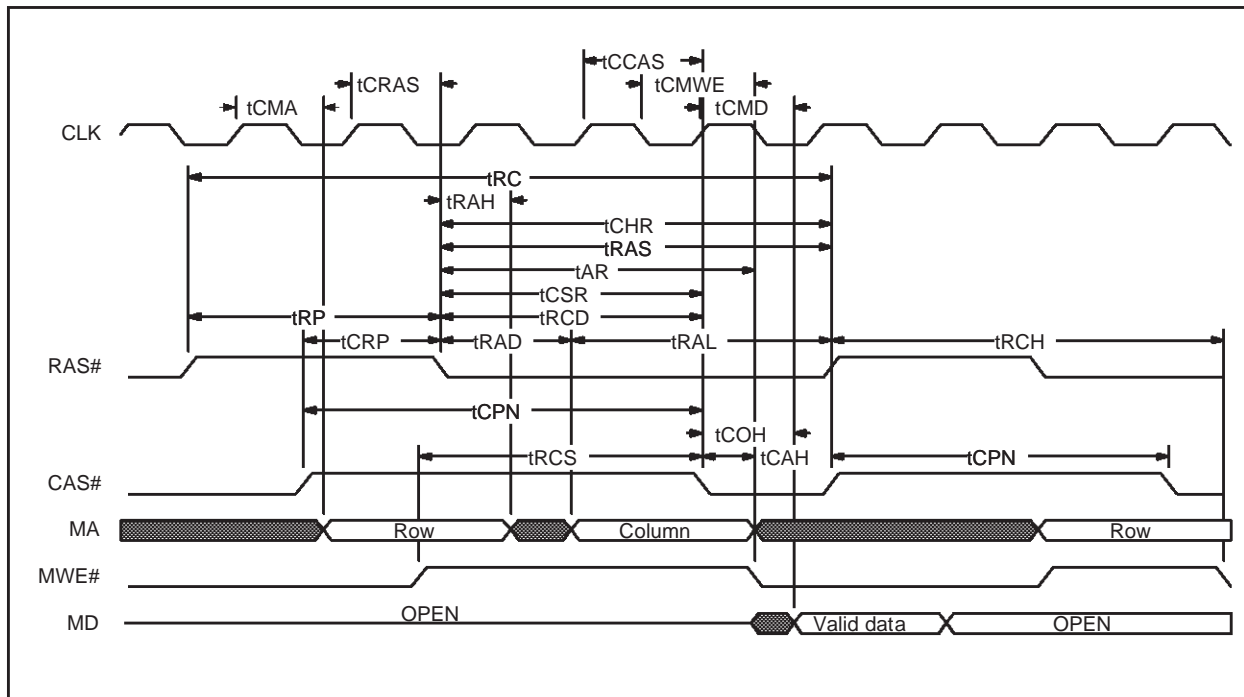 tCCAS
tCRAS
tCMWE
tCMA
tCMD
CLK
tRC
tRAH
tCHR
tRAS
tAR
tCSR
tRP
tRCD
tCRP
tRAD
tRAL
tRCH
RAS#
tCPN
tCOH
tRCS
tCAH
tCPN
CAS#
MA
Row
Column
Row
MWE#
OPEN
MD
Valid data
OPEN